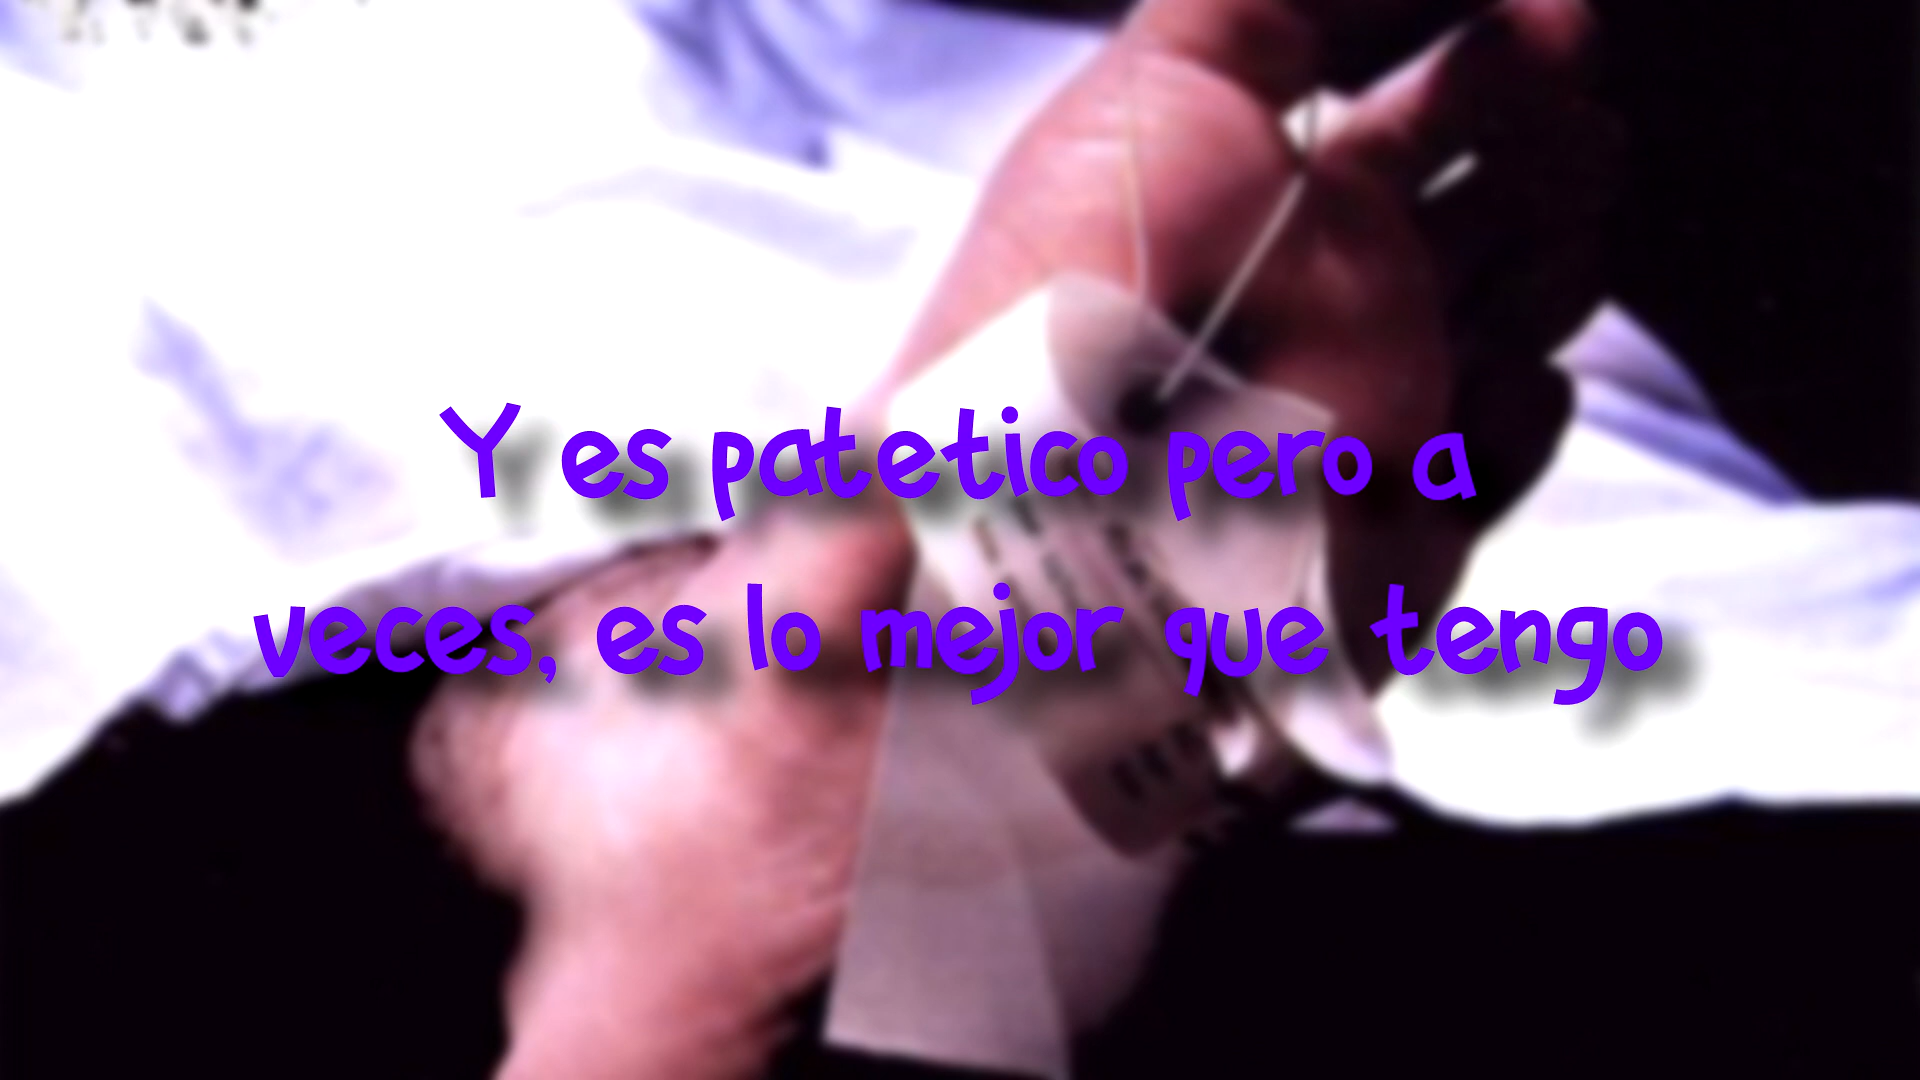 Y es patetico pero a
veces, es lo mejor que tengo